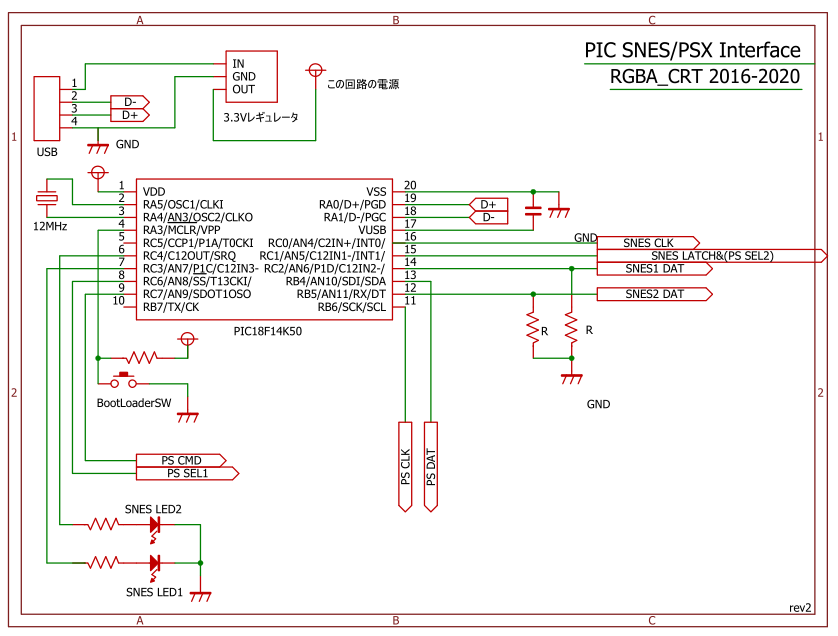 A
B
C
PIC SNES/PSX Interface
RGBA_CRT 2016-2020
IN
GND
OUT
この回路の電源
3.3Vレギュレータ
1
2
3
4
D-
D+
USB
GND
1
1
12MHz
1
2
3
4
5
6
7
8
9
10
VDD
RA5/OSC1/CLKI
RA4/AN3/OSC2/CLKO
RA3/MCLR/VPP
RC5/CCP1/P1A/T0CKI
RC4/C12OUT/SRQ
RC3/AN7/P1C/C12IN3-
RC6/AN8/SS/T13CKI/
RC7/AN9/SDOT1OSO
RB7/TX/CK
VSS
RA0/D+/PGD
RA1/D-/PGC
VUSB
RC0/AN4/C2IN+/INT0/
RC1/AN5/C12IN1-/INT1/
RC2/AN6/P1D/C12IN2-/
RB4/AN10/SDI/SDA
RB5/AN11/RX/DT
RB6/SCK/SCL
20
19
18
17
16
15
14
13
12
11
PIC18F14K50
D+
D-
GND
SNES CLK
SNES LATCH&(PS SEL2)
SNES1 DAT
SNES2 DAT
R
R
GND
BootLoaderSW
2
2
PS CMD
PS SEL1
PS CLK
PS DAT
SNES LED2
SNES LED1
rev2
A
B
C